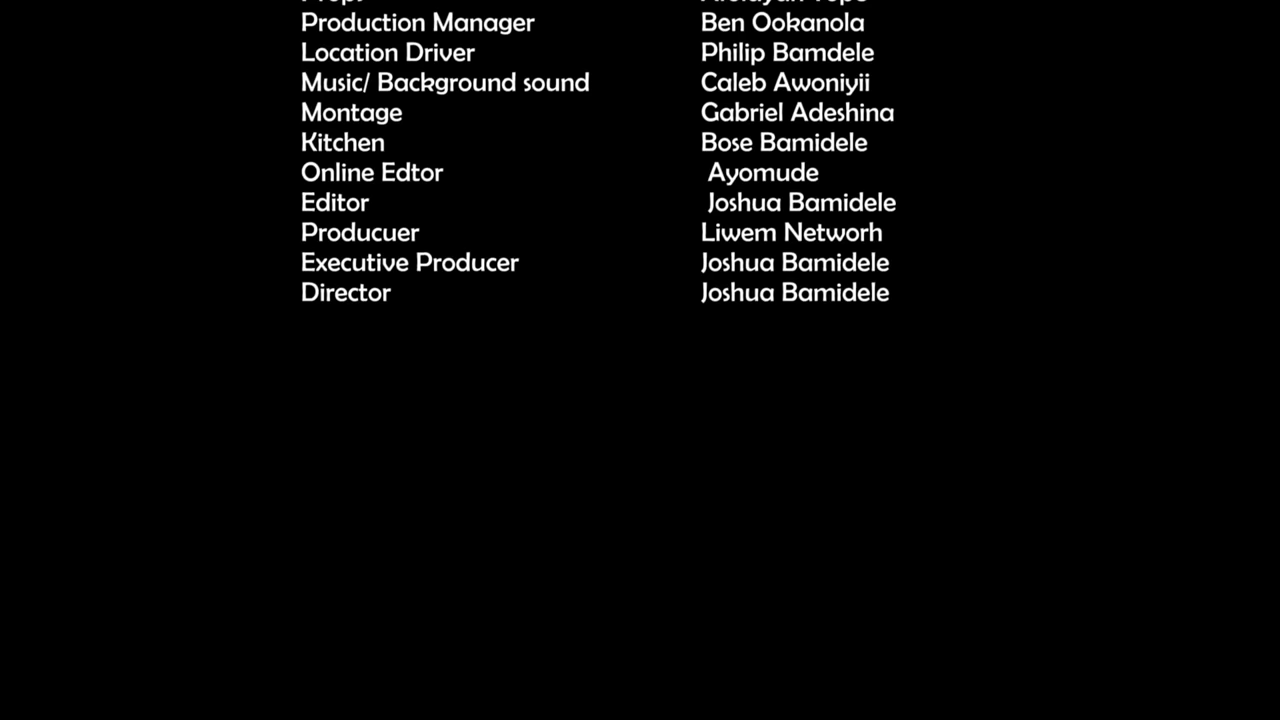 Production Manager Ben Ookanola
Location Driver Philip Bamdele
Music/ Background sound Caleb Awoniyii
Montage Gabriel Adeshina
Kitchen Bose Bamidele
Online Edtor Ayomude
Editor Joshua Bamidele
Producuer Liwem Networh
Executive Producer Joshua Bamidele
Director Joshua Bamidele